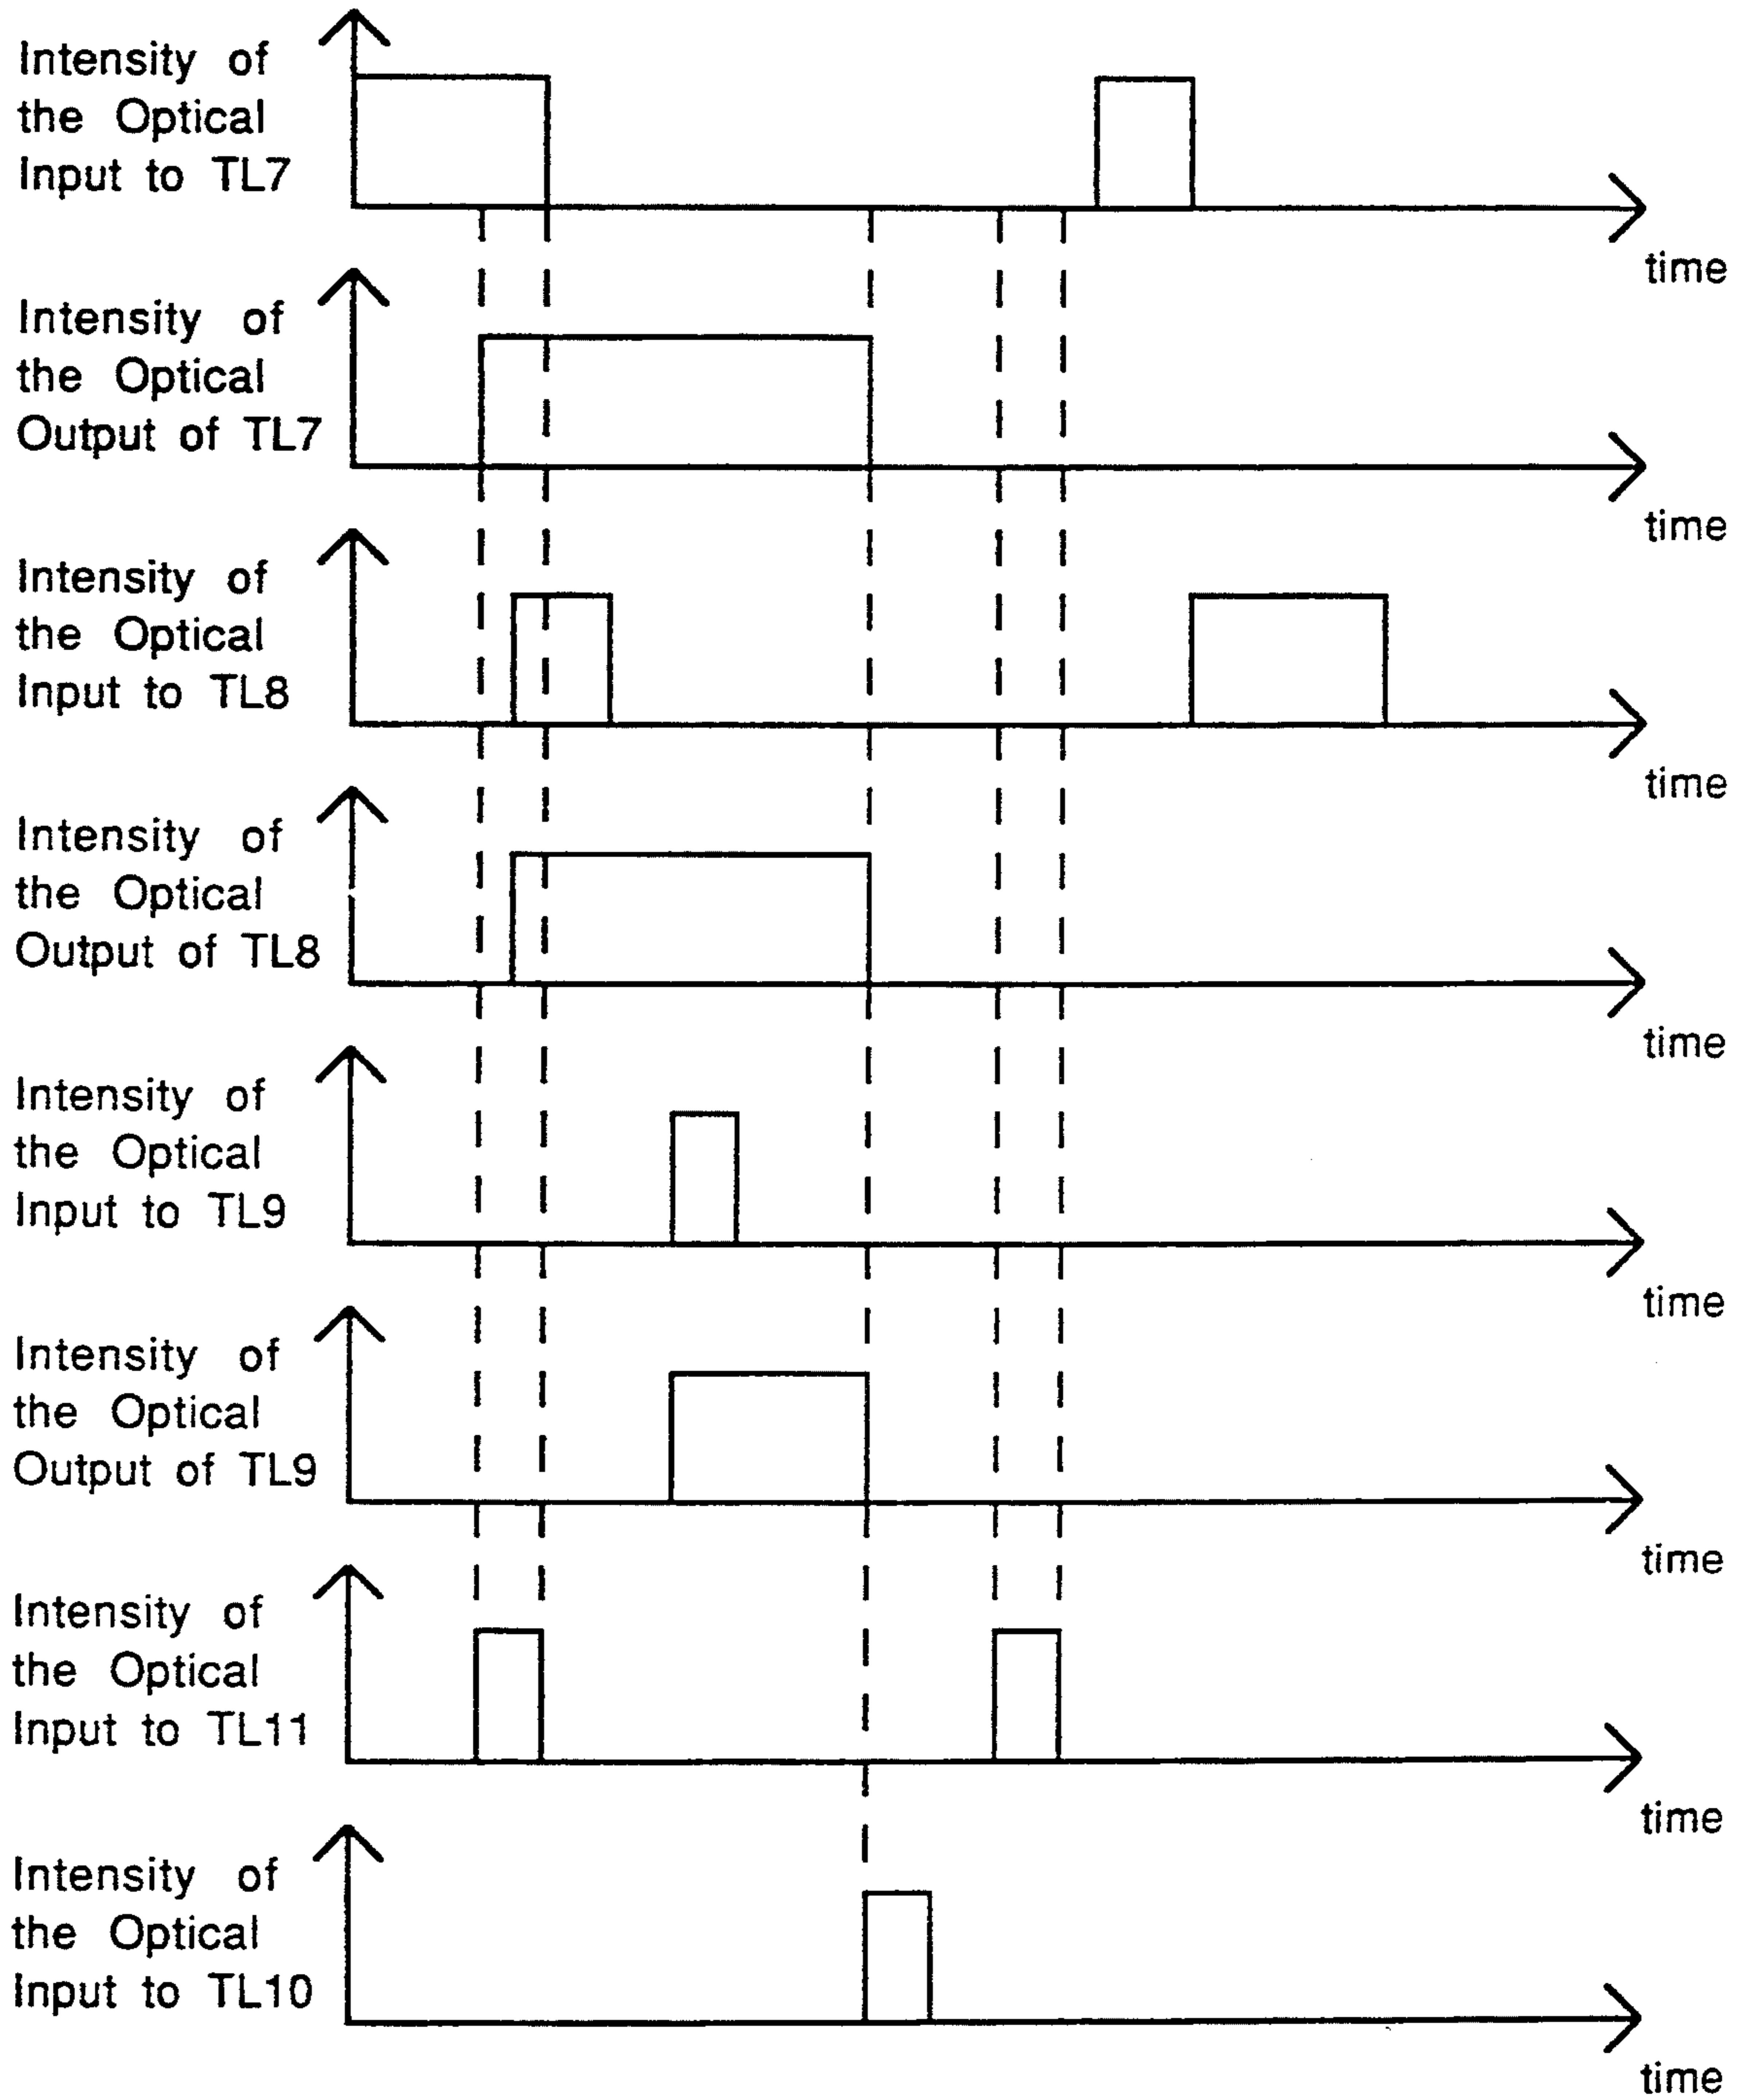 Intensity of
the Optical
Input to TL7
time
Intensity of
the Optical
Output of TL7
time
Intensity of
the Optical
Input to TL8
time
Intensity of
the Optical
Output of TL8
time
Intensity of
the Optical
Input to TL9
time
Intensity of
the Optical
Output of TL9
time
Intensity of
the Optical
Input to TL11
time
Intensity of
the Optical
Input to TL10
time